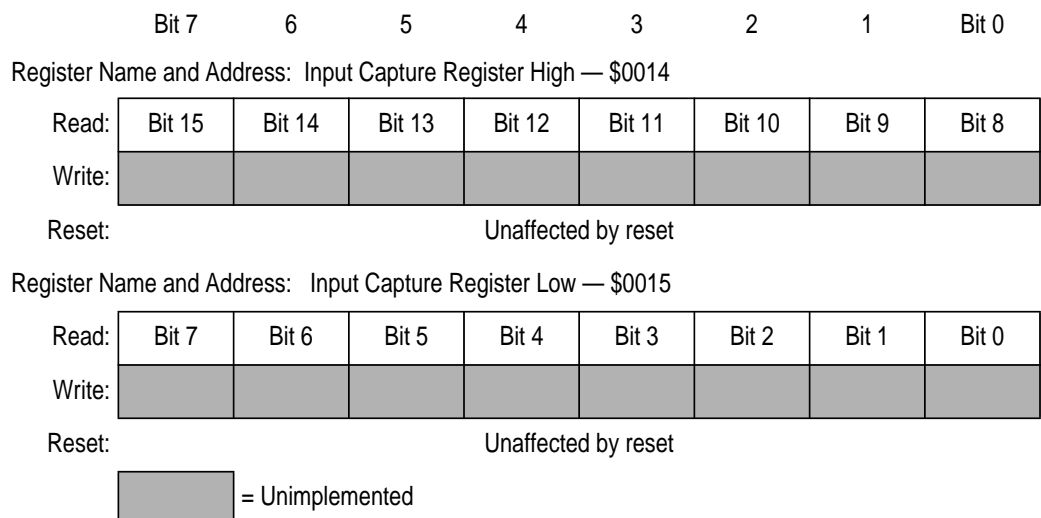 Bit 7 6 5 4 3 2 1 Bit 0
Register Name and Address: Input Capture Register High — $0014
Read: Bit 15 Bit 14 Bit 13 Bit 12 Bit 11 Bit 10 Bit 9 Bit 8
Write:
Reset: Unaffected by reset
Register Name and Address: Input Capture Register Low — $0015
Read: Bit 7 Bit 6 Bit 5 Bit 4 Bit 3 Bit 2 Bit 1 Bit 0
Write:
Reset: Unaffected by reset
= Unimplemented